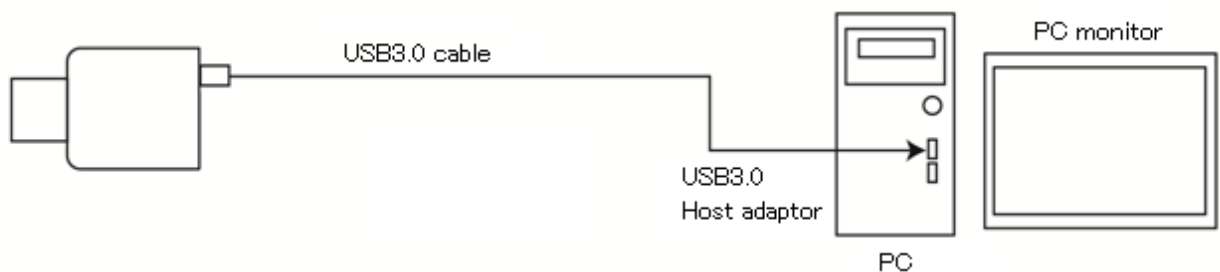 USB3.0 cable
PC monitor
USB3.0
Host adaptor
PC